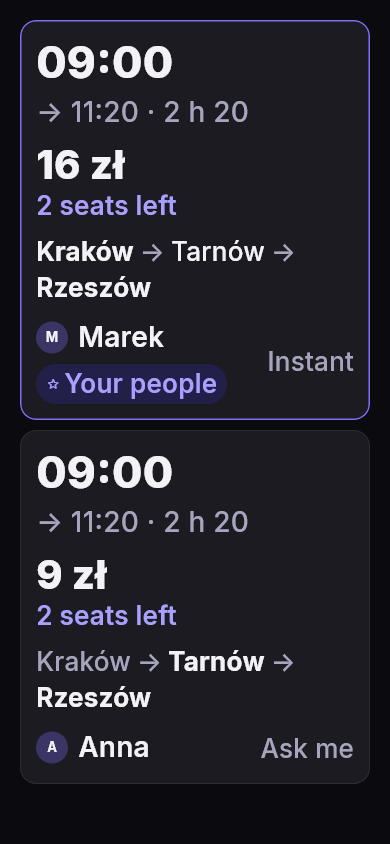 09:00
→ 11:20 · 2 h 20
16 zł
2 seats left
Kraków → Tarnów →
Rzeszów
M Marek
Instant
☆ Your people
09:00
→ 11:20 · 2 h 20
9 zł
2 seats left
Kraków → Tarnów →
Rzeszów
A Anna
Ask me